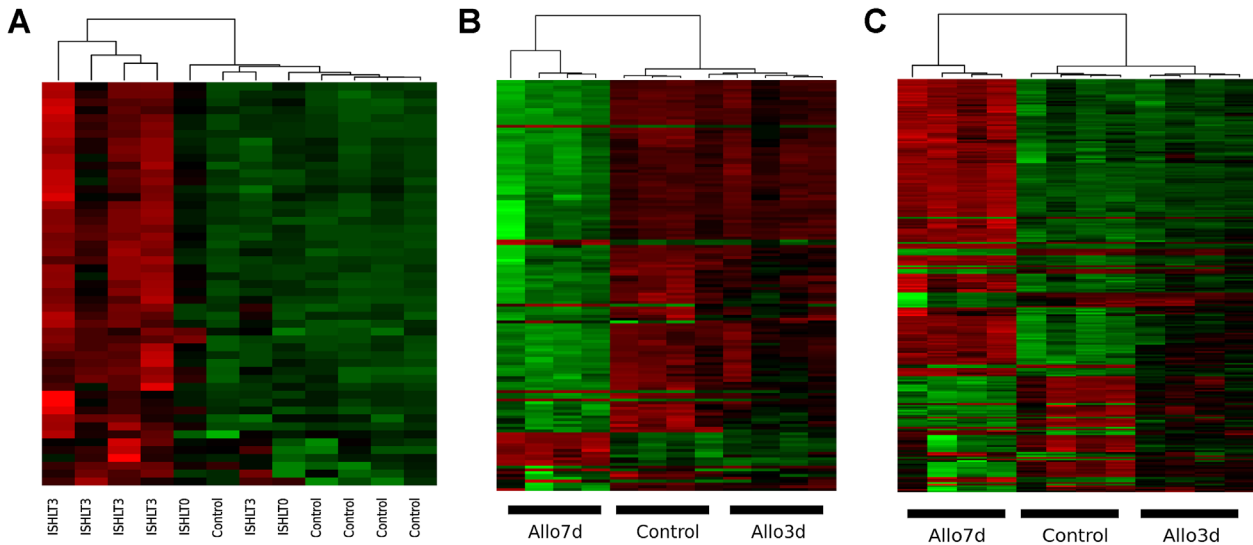 A
B
C
ISHLT3
ISHLT3
ISHLT3
ISHLT3
ISHLT0
Control
ISHLT3
ISHLT0
Control
Control
Control
Control
Allo7d
Control
Allo3d
Allo7d
Control
Allo3d